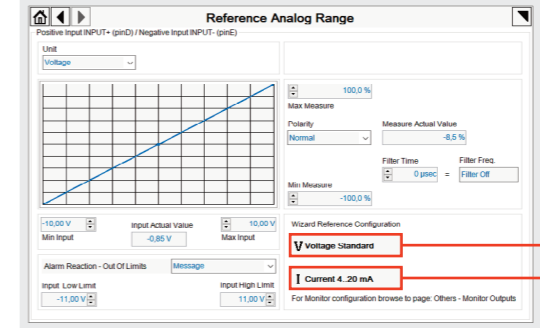 Reference Analog Range
Positive Input INPUT+ (pinD) / Negative Input INPUT- (pinE)
Unit
Voltage
100,0 %
Max Measure
Polarity
Measure Actual Value
Normal
-8,5 %
Filter Time
Filter Freq.
0 µsec
=
Filter Off
Min Measure
-100,0 %
-10,00 V
10,00 V
Min Input
Input Actual Value
Max Input
-0,85 V
Wizard Reference Configuration
Voltage Standard
Alarm Reaction - Out Of Limits
Message
I Current 4..20 mA
Input Low Limit
Input High Limit
-11,00 V
11,00 V
For Monitor configuration browse to page: Others - Monitor Outputs